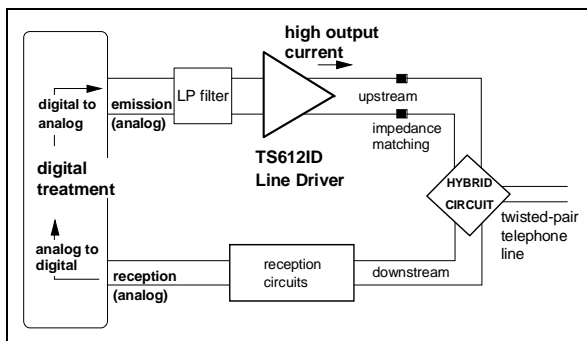 high output
current
digital to
analog
emission
(analog)
LP filter
upstream
impedance
matching
TS612ID
Line Driver
digital
treatment
HYBRID
CIRCUIT
twisted-pair
telephone
line
analog to
digital
reception
(analog)
reception
circuits
downstream